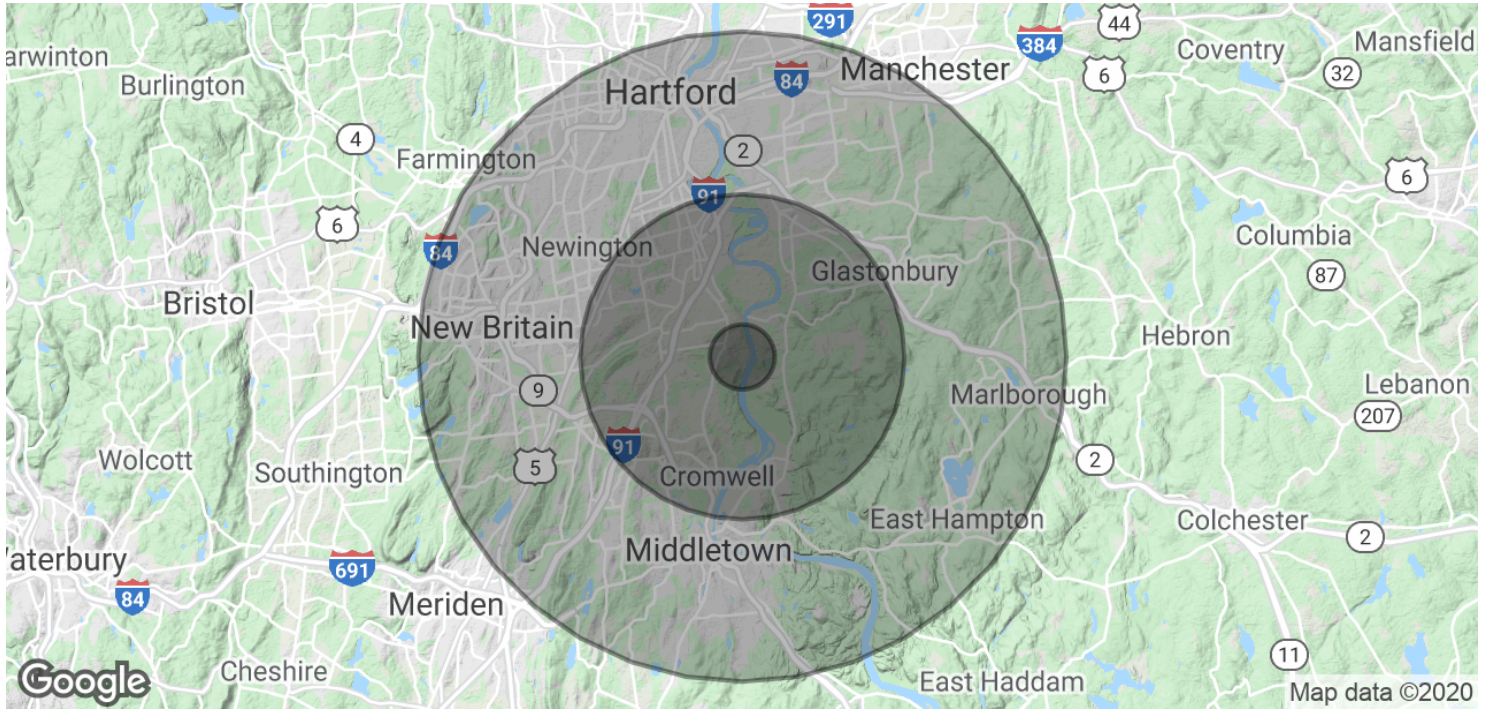 291
44
384
arwinton
Coventry
Mansfield
Burlington
Hartford
84
Manchester
6
32
4
Farmington
2
91
6
6
84
Newington
Columbia
Glastonbury
87
Bristol
New Britain
Hebron
9
Marlborough
Lebanon
207
91
Wolcott
Southington
5
Cromwell
2
East Hampton
Colchester
2
Middletown
aterbury
691
84
Meriden
11
Cheshire
East Haddam
Google
Map data ©2020